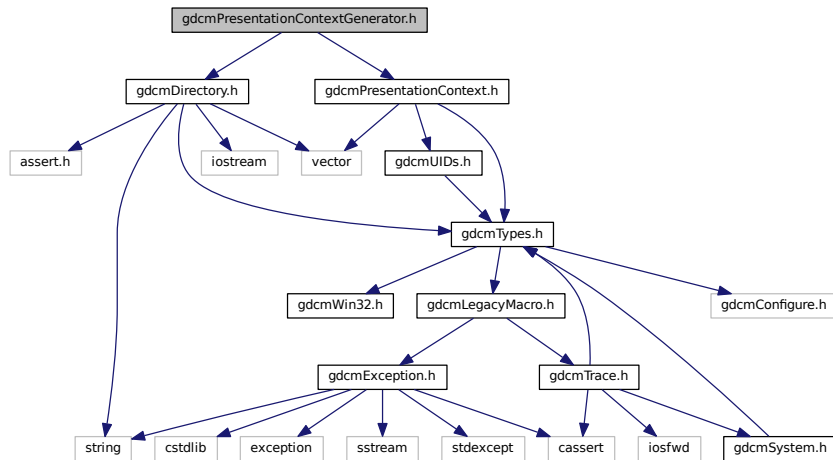 gdcmPresentationContextGenerator.h
gdcmDirectory.h
gdcmPresentationContext.h
assert.h
iostream
vector
gdcmUIDs.h
gdcmTypes.h
gdcmWin32.h
gdcmLegacyMacro.h
gdcmConfigure.h
gdcmException.h
gdcmTrace.h
string
cstdlib
exception
sstream
stdexcept
cassert
iosfwd
gdcmSystem.h